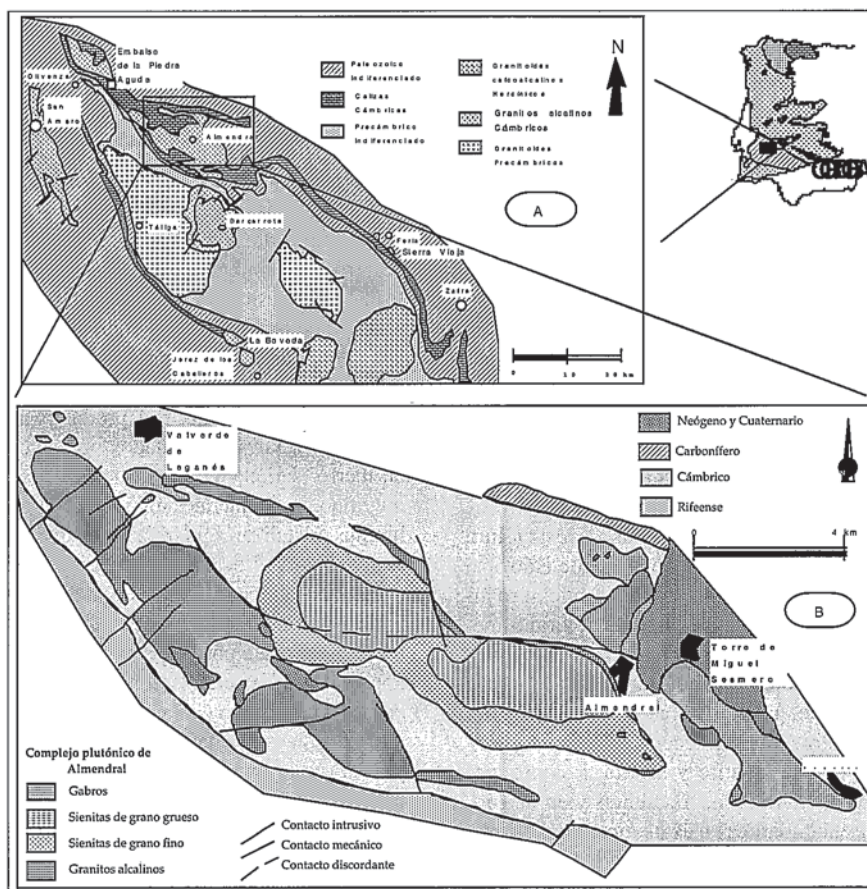 Embalse
de la Piedra
Aguda
Olivenza
San
Amaro
Almendral
Táliga
Barcarrota
Feria
Sierra Vieja
Zafra
La Boveda
Jerez de los
Caballeros
Paleozoico
Indiferenciado
Calizas
Cámbricas
Precámbrico
Indiferenciado
Granitoides
calcoalcalinos
Hercínicos
Granitos alcalinos
Cámbricos
Granitoides
Precámbricos
N
A
0
10
Valverde
de
Leganés
Neógeno y Cuaternario
Carbonífero
Cámbrico
Rifeense
0
4 km
B
Torre de
Miguel
Sesmero
Almendral
Complejo plutónico de
Almendral
Gabros
Sienitas de grano grueso
Sienitas de grano fino
Granitos alcalinos
Contacto intrusivo
Contacto mecánico
Contacto discordante